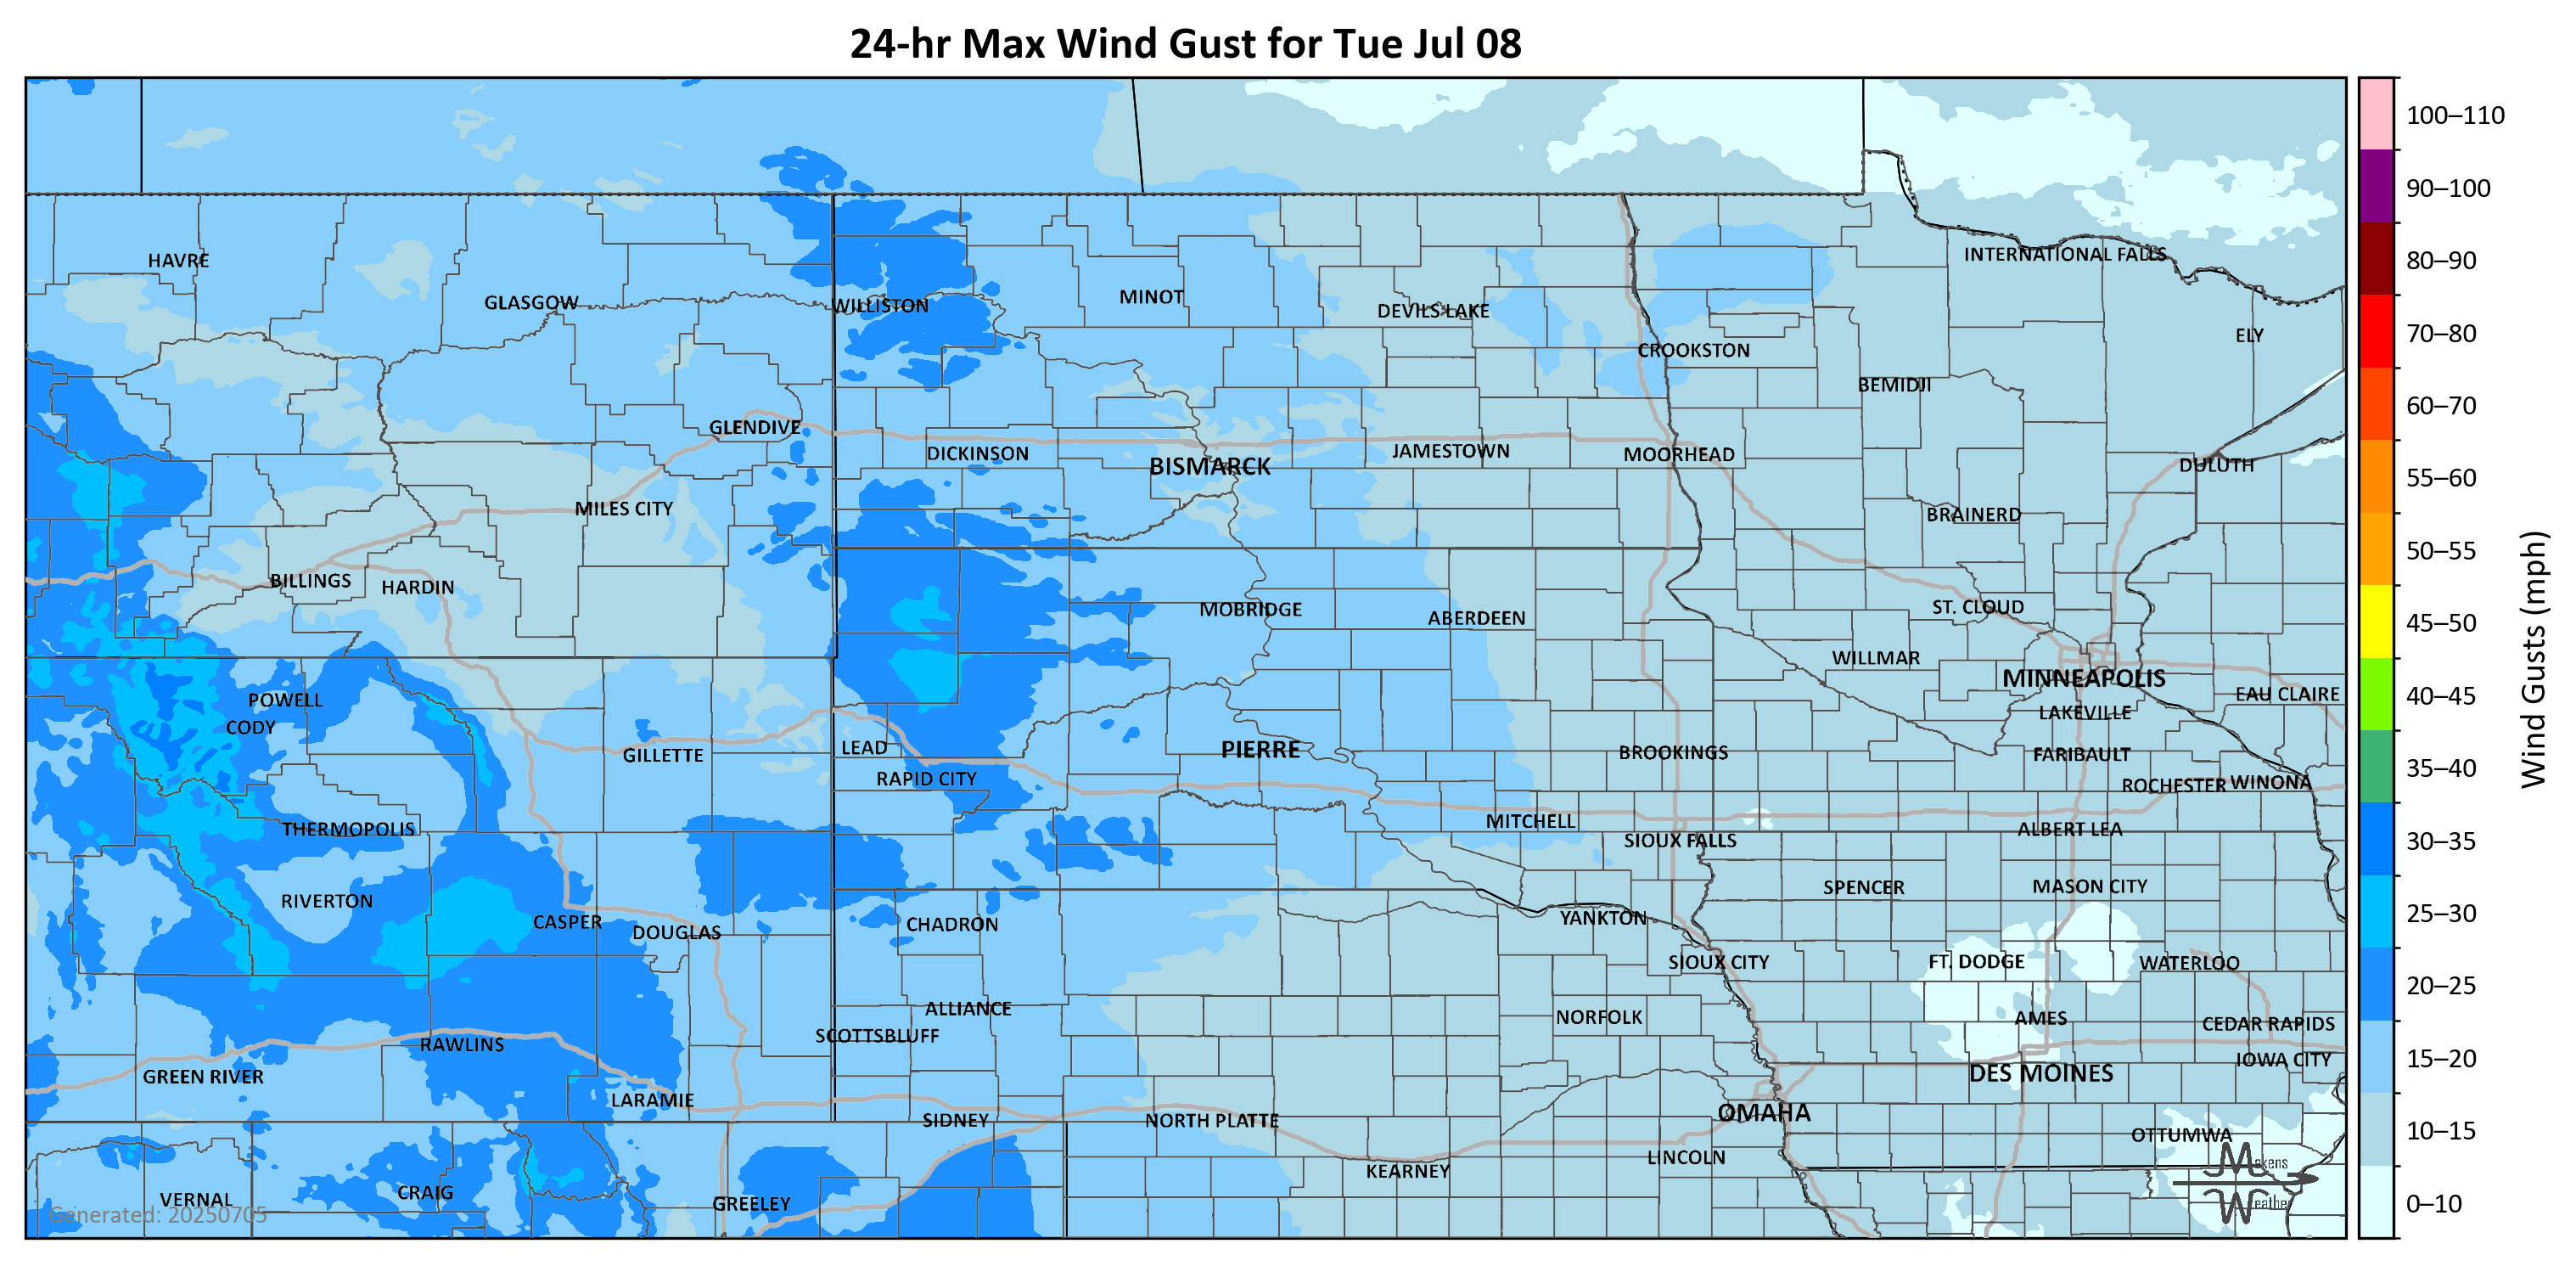 24-hr Max Wind Gust for Tue Jul 08
100–110
90–100
80–90
70–80
60–70
55–60
50–55
45–50
40–45
35–40
30–35
25–30
20–25
15–20
10–15
0–10
Wind Gusts (mph)
HAVRE
GLASGOW
WILLISTON
MINOT
DEVILS LAKE
INTERNATIONAL FALLS
ELY
CROOKSTON
BEMIDJI
GLENDIVE
DICKINSON
BISMARCK
JAMESTOWN
MOORHEAD
DULUTH
MILES CITY
BRAINERD
BILLINGS
HARDIN
MOBRIDGE
ABERDEEN
ST. CLOUD
WILLMAR
MINNEAPOLIS
EAU CLAIRE
POWELL
CODY
LAKEVILLE
GILLETTE
LEAD
PIERRE
BROOKINGS
FARIBAULT
RAPID CITY
ROCHESTER
WINONA
THERMOPOLIS
MITCHELL
SIOUX FALLS
ALBERT LEA
RIVERTON
SPENCER
MASON CITY
CASPER
DOUGLAS
CHADRON
YANKTON
SIOUX CITY
FT. DODGE
WATERLOO
ALLIANCE
NORFOLK
AMES
CEDAR RAPIDS
SCOTTSBLUFF
RAWLINS
IOWA CITY
GREEN RIVER
DES MOINES
LARAMIE
SIDNEY
NORTH PLATTE
OMAHA
OTTUMWA
LINCOLN
KEARNEY
VERNAL
CRAIG
GREELEY
Generated: 20250705
Makens
Weather